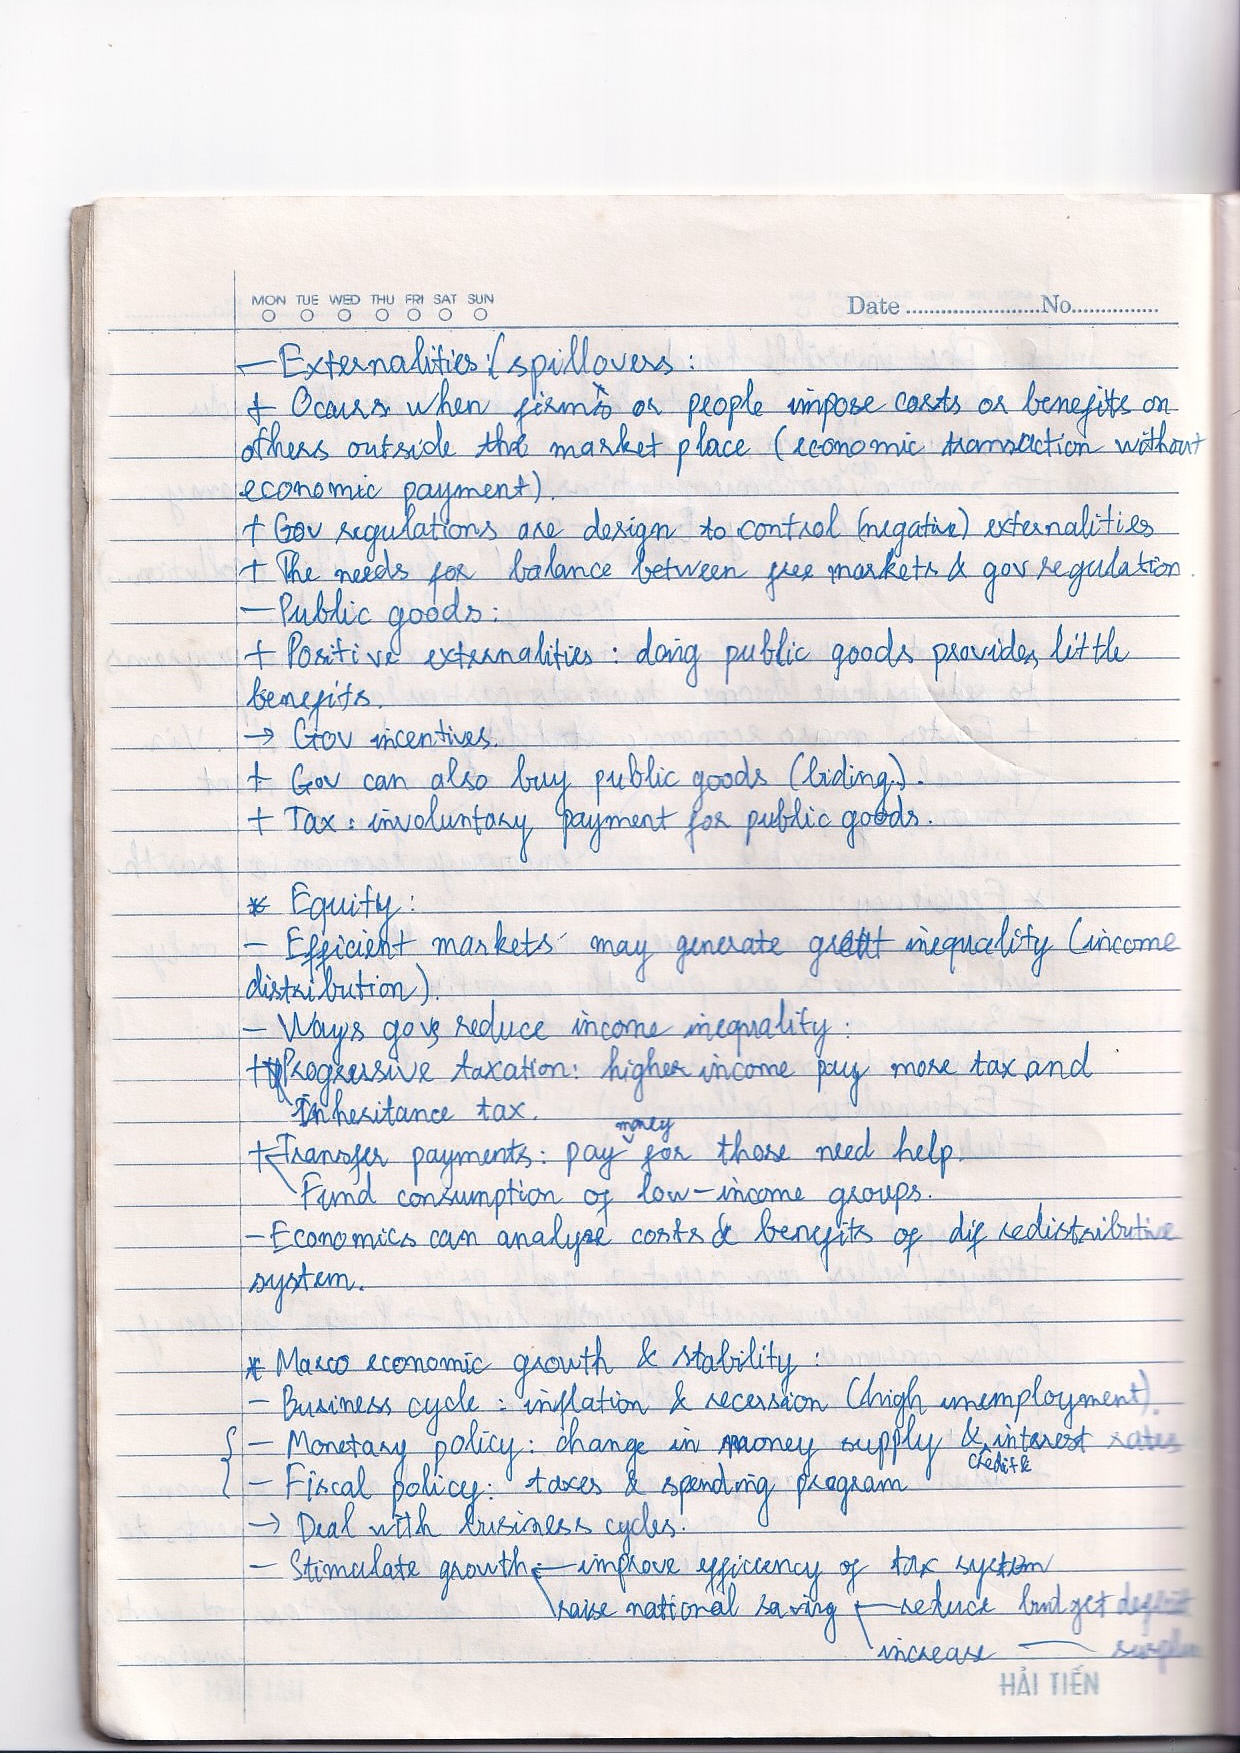 MON TUE WED THU FRI SAT SUN
Date ........................No................
— Externalities: (spillovers:
+ Occurs when firms or people impose costs or benefits on
others outside the market place (economic transaction without
economic payment).
+ Gov regulations are design to control (negative) externalities
+ The needs for balance between free markets & gov regulation.
— Public goods:
+ Positive externalities : doing public goods provides little
benefits.
→ Gov incentives.
+ Gov can also buy public goods (biding).
+ Tax : involuntary payment for public goods.
* Equity:
— Efficient markets may generate great inequality (income
distribution).
— Ways govs reduce income inequality:
+ Progressive taxation: higher income pay more tax and
Inheritance tax.
money
+ Transfer payments: pay for those need help.
Fund consumption of low-income groups.
— Economics can analyze costs & benefits of dif redistributive
system.
* Marco economic growth & stability :
— Business cycle : inflation & recession (high unemployment).
— Monetary policy: change in money supply & interest rates
credit &
— Fiscal policy: taxes & spending program
→ Deal with business cycles.
— Stimulate growth — improve efficiency of tax system
raise national saving — reduce budget deficit
increase —— surplus
HẢI TIẾN